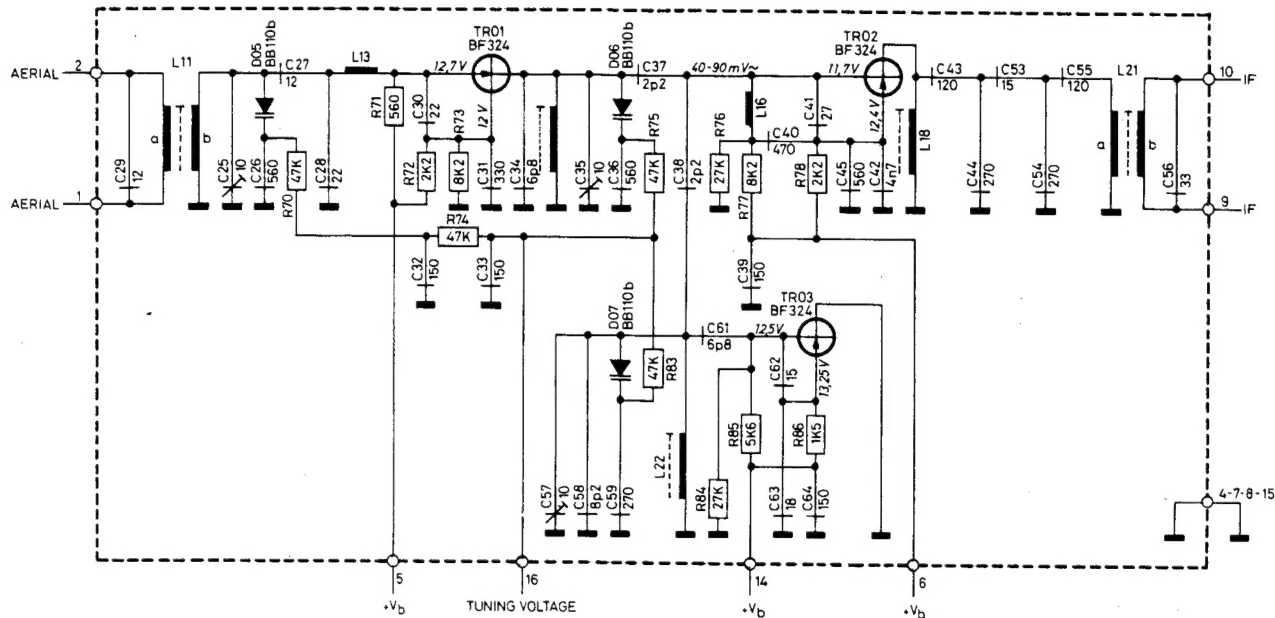 TR01
BF324
TR02
BF324
D05
BB110b
D06
BB110b
AERIAL 2
L11
a
b
C27
12
L13
12,7V
C37
2p2
40-90mV~
11,7V
C43
120
C53
15
C55
120
L21
a
b
10 IF
C29
12
C25
10
C26
560
47K
R70
C28
22
R71
560
C30
22
R72
2K2
R73
8K2
12V
C31
330
C34
6p8
C35
10
C36
560
R75
47K
C38
2p2
R76
27K
L16
R77
8K2
C40
470
C41
27
R78
2K2
C45
560
C42
4n7
12,4V
L18
C44
270
C54
270
C56
33
AERIAL 1
9 IF
R74
47K
C32
150
C33
150
C39
150
TR03
BF324
D07
BB110b
C61
6p8
12,5V
47K
R83
C62
15
13,25V
C57
10
C58
8p2
C59
270
L22
R84
27K
R85
5K6
R86
1K5
C63
18
C64
150
4-7-8-15
5
16
14
6
+Vb
TUNING VOLTAGE
+Vb
+Vb